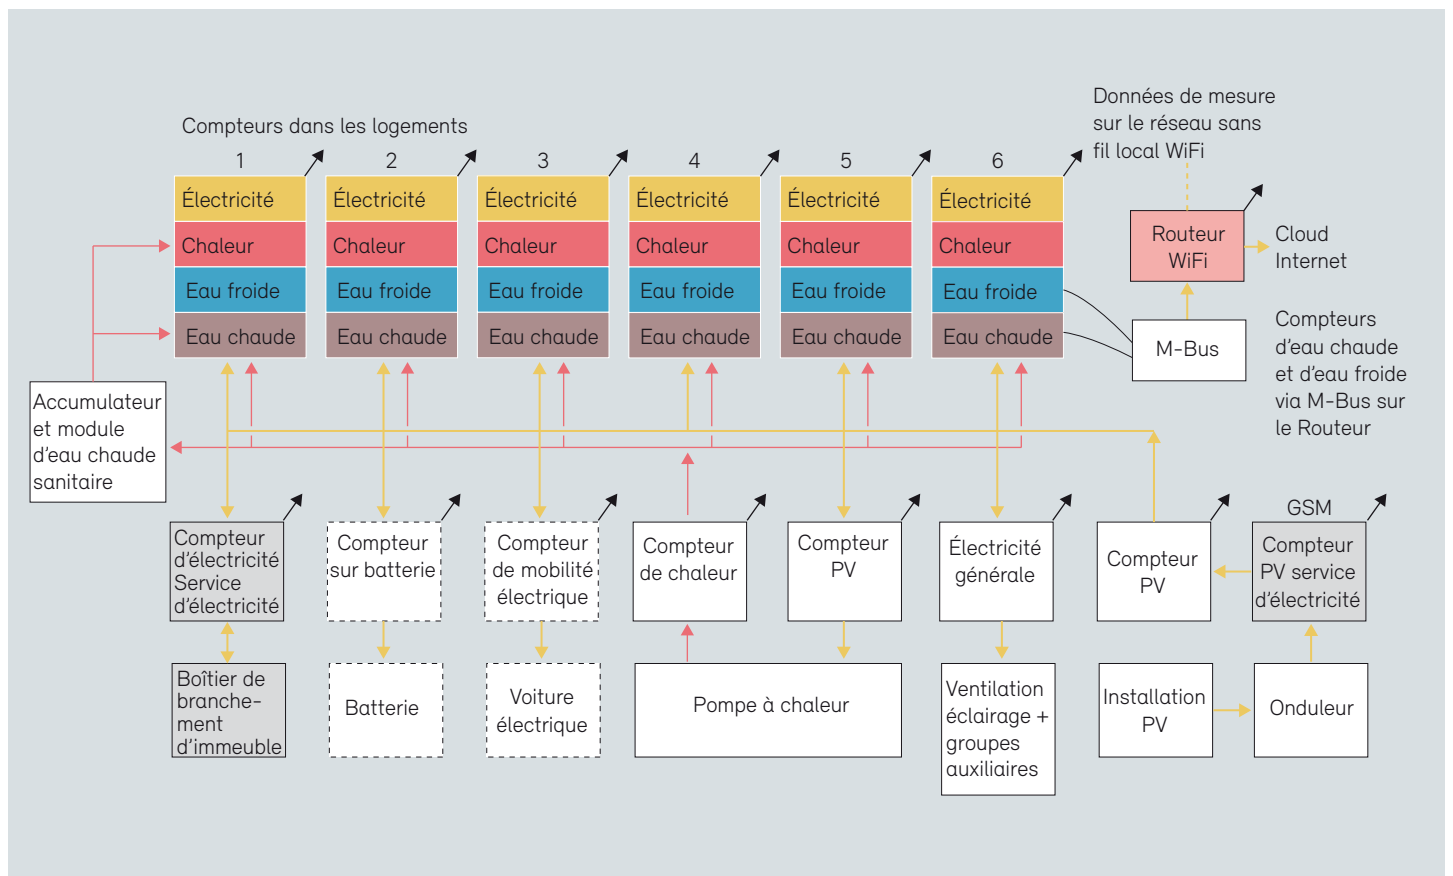 Compteurs dans les logements
1
2
3
4
5
6
Électricité
Chaleur
Eau froide
Eau chaude
Électricité
Chaleur
Eau froide
Eau chaude
Électricité
Chaleur
Eau froide
Eau chaude
Électricité
Chaleur
Eau froide
Eau chaude
Électricité
Chaleur
Eau froide
Eau chaude
Électricité
Chaleur
Eau froide
Eau chaude
Données de mesure
sur le réseau sans
fil local WiFi
Routeur
WiFi
Cloud
Internet
M-Bus
Compteurs
d'eau chaude
et d'eau froide
via M-Bus sur
le Routeur
Accumulateur
et module
d'eau chaude
sanitaire
Compteur
d'électricité
Service
d'électricité
Compteur
sur batterie
Compteur
de mobilité
électrique
Compteur
de chaleur
Compteur
PV
Électricité
générale
Compteur
PV
GSM
Compteur
PV service
d'électricité
Boîtier de
branche-
ment
d'immeuble
Batterie
Voiture
électrique
Pompe à chaleur
Ventilation
éclairage +
groupes
auxiliaires
Installation
PV
Onduleur